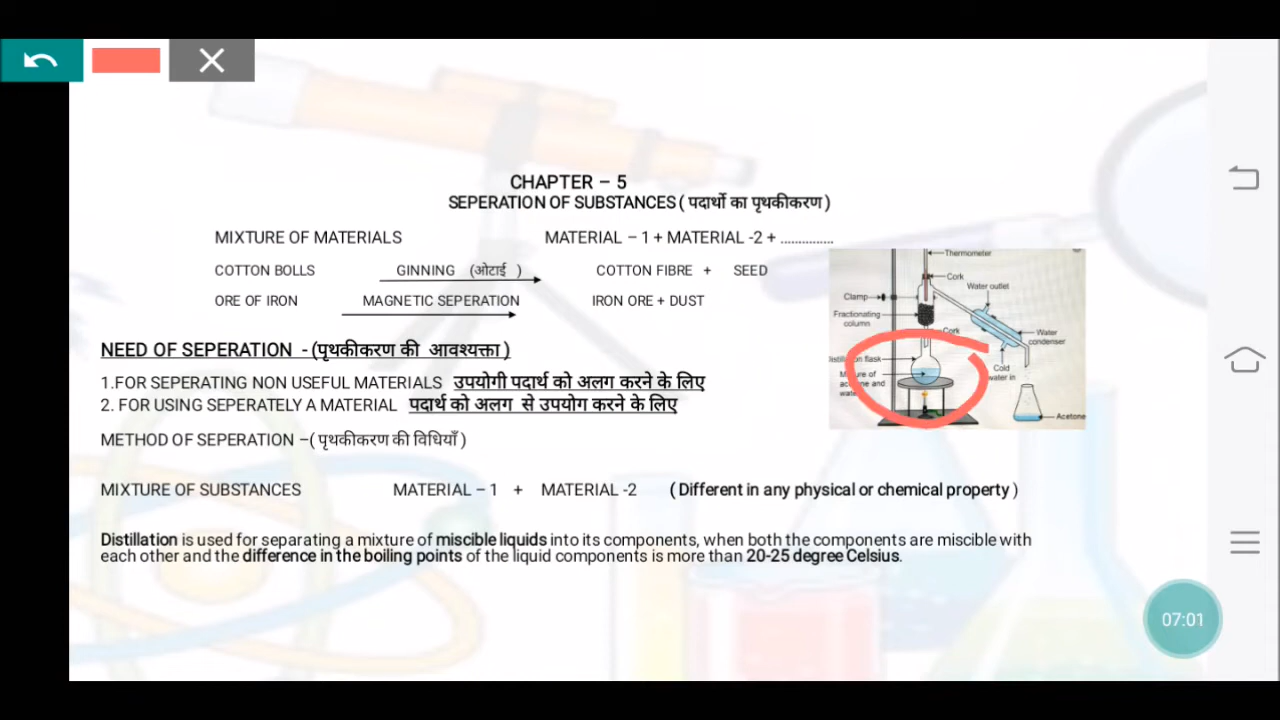 CHAPTER – 5
SEPERATION OF SUBSTANCES ( पदार्थो का पृथकीकरण )
MIXTURE OF MATERIALS MATERIAL – 1 + MATERIAL -2 + ...............
COTTON BOLLS GINNING (ओटाई ) COTTON FIBRE + SEED
ORE OF IRON MAGNETIC SEPERATION IRON ORE + DUST
Thermometer
Cork
Water outlet
Clamp
Fractionating
column
Cork
Water
condenser
flask
Cold
water in
of
and
Acetone
NEED OF SEPERATION - (पृथकीकरण की आवश्यक्ता )
1.FOR SEPERATING NON USEFUL MATERIALS उपयोगी पदार्थ को अलग करने के लिए
2. FOR USING SEPERATELY A MATERIAL पदार्थ को अलग से उपयोग करने के लिए
METHOD OF SEPERATION –( पृथकीकरण की विधियाँ )
MIXTURE OF SUBSTANCES MATERIAL – 1 + MATERIAL -2 ( Different in any physical or chemical property )
Distillation is used for separating a mixture of miscible liquids into its components, when both the components are miscible with
each other and the difference in the boiling points of the liquid components is more than 20-25 degree Celsius.
07:01